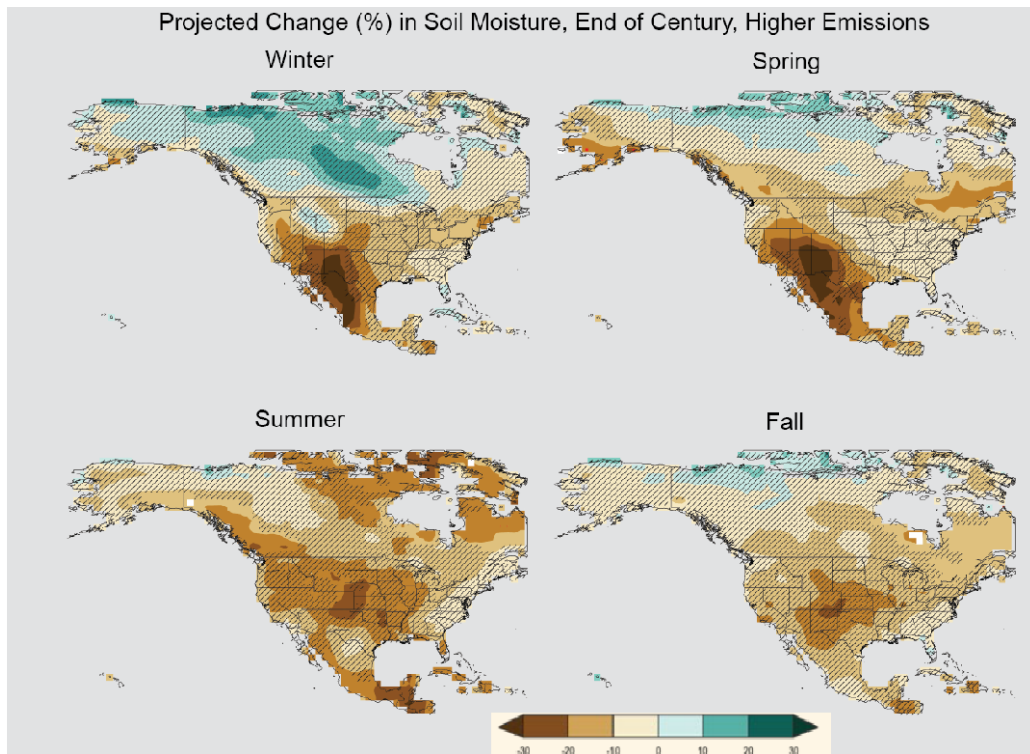 Projected Change (%) in Soil Moisture, End of Century, Higher Emissions
Winter
Spring
Summer
Fall
-30 -20 -10 0 10 20 30